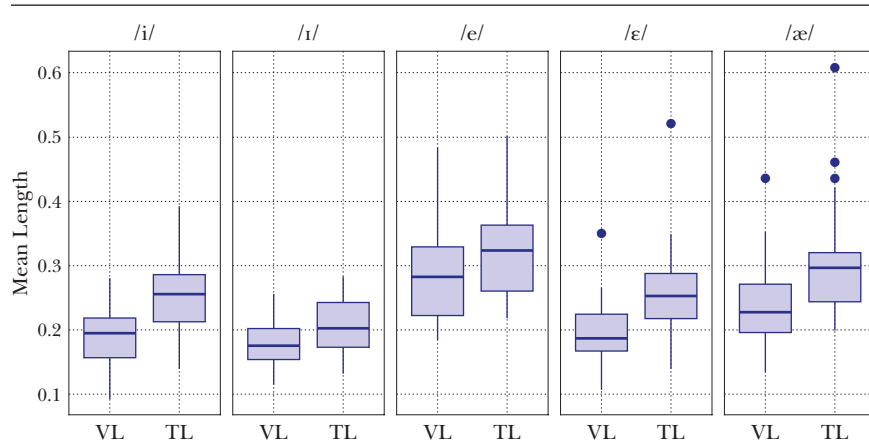 /i/ /ɪ/ /e/ /ɛ/ /æ/
0.6
0.5
0.4
0.3
0.2
0.1
Mean Length
VL TL VL TL VL TL VL TL VL TL